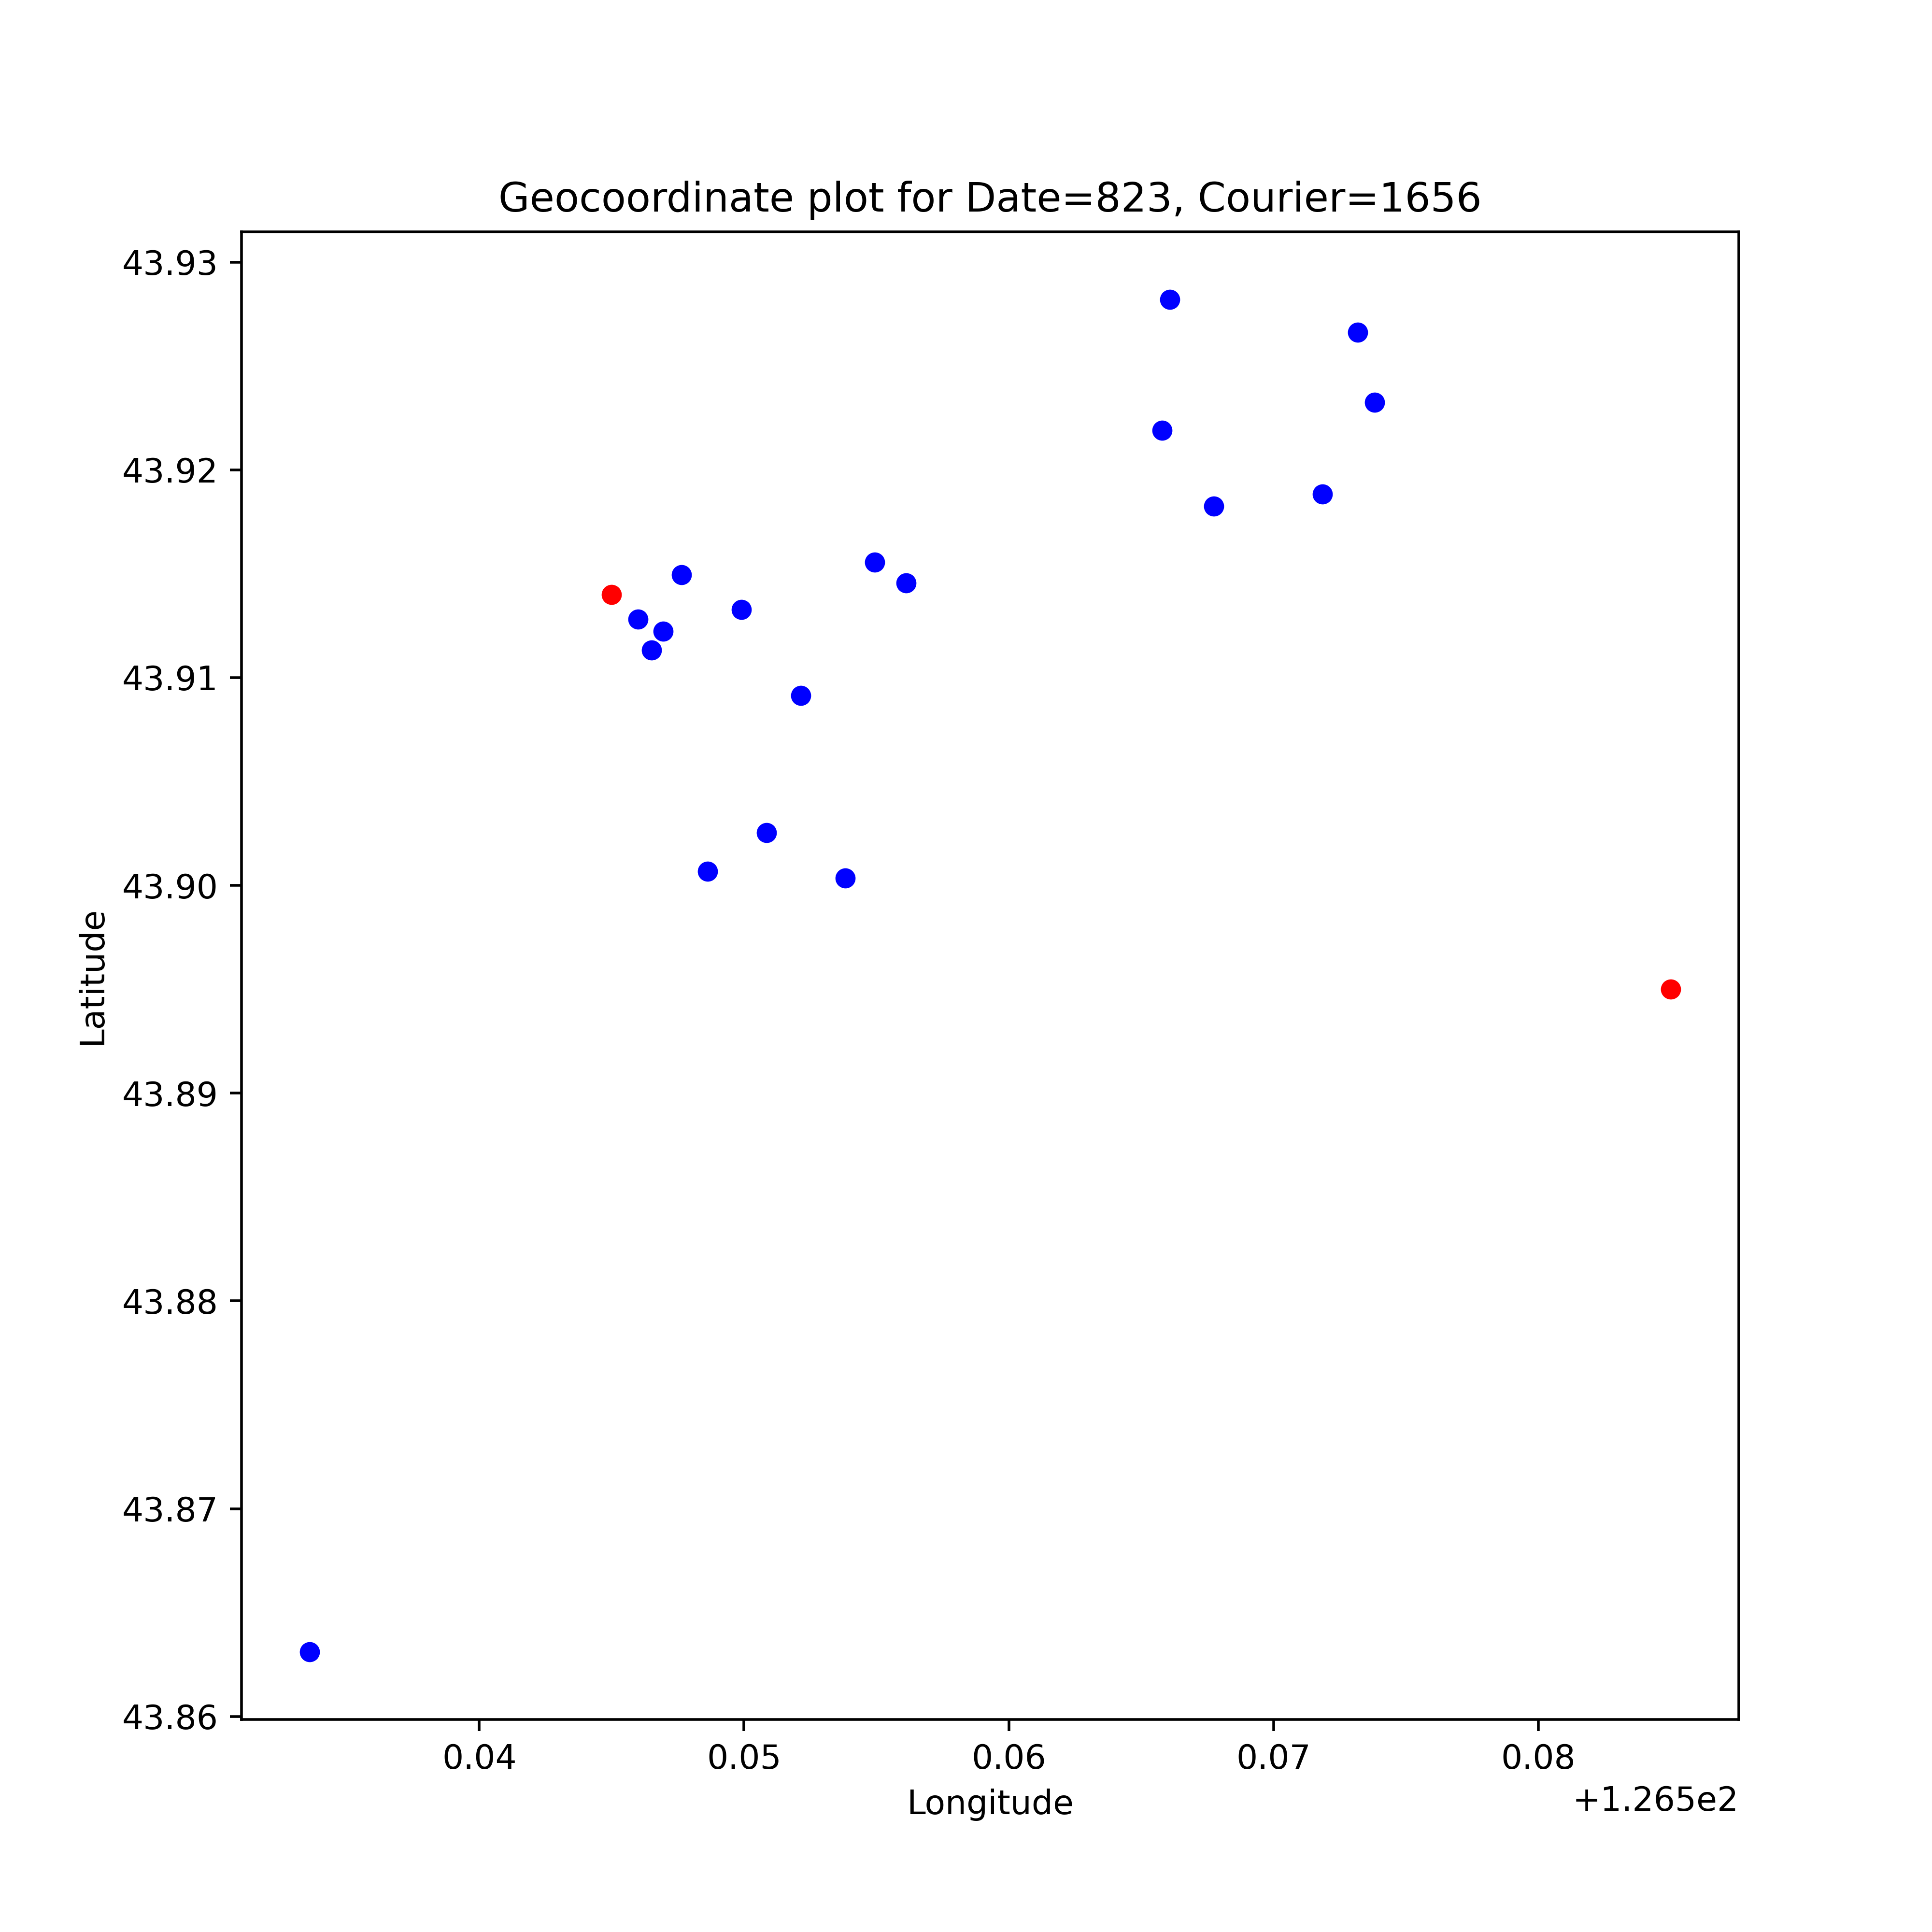 Geocoordinate plot for Date=823, Courier=1656
43.93
43.92
43.91
43.90
43.89
43.88
43.87
43.86
Latitude
0.04 0.05 0.06 0.07 0.08
Longitude
+1.265e2